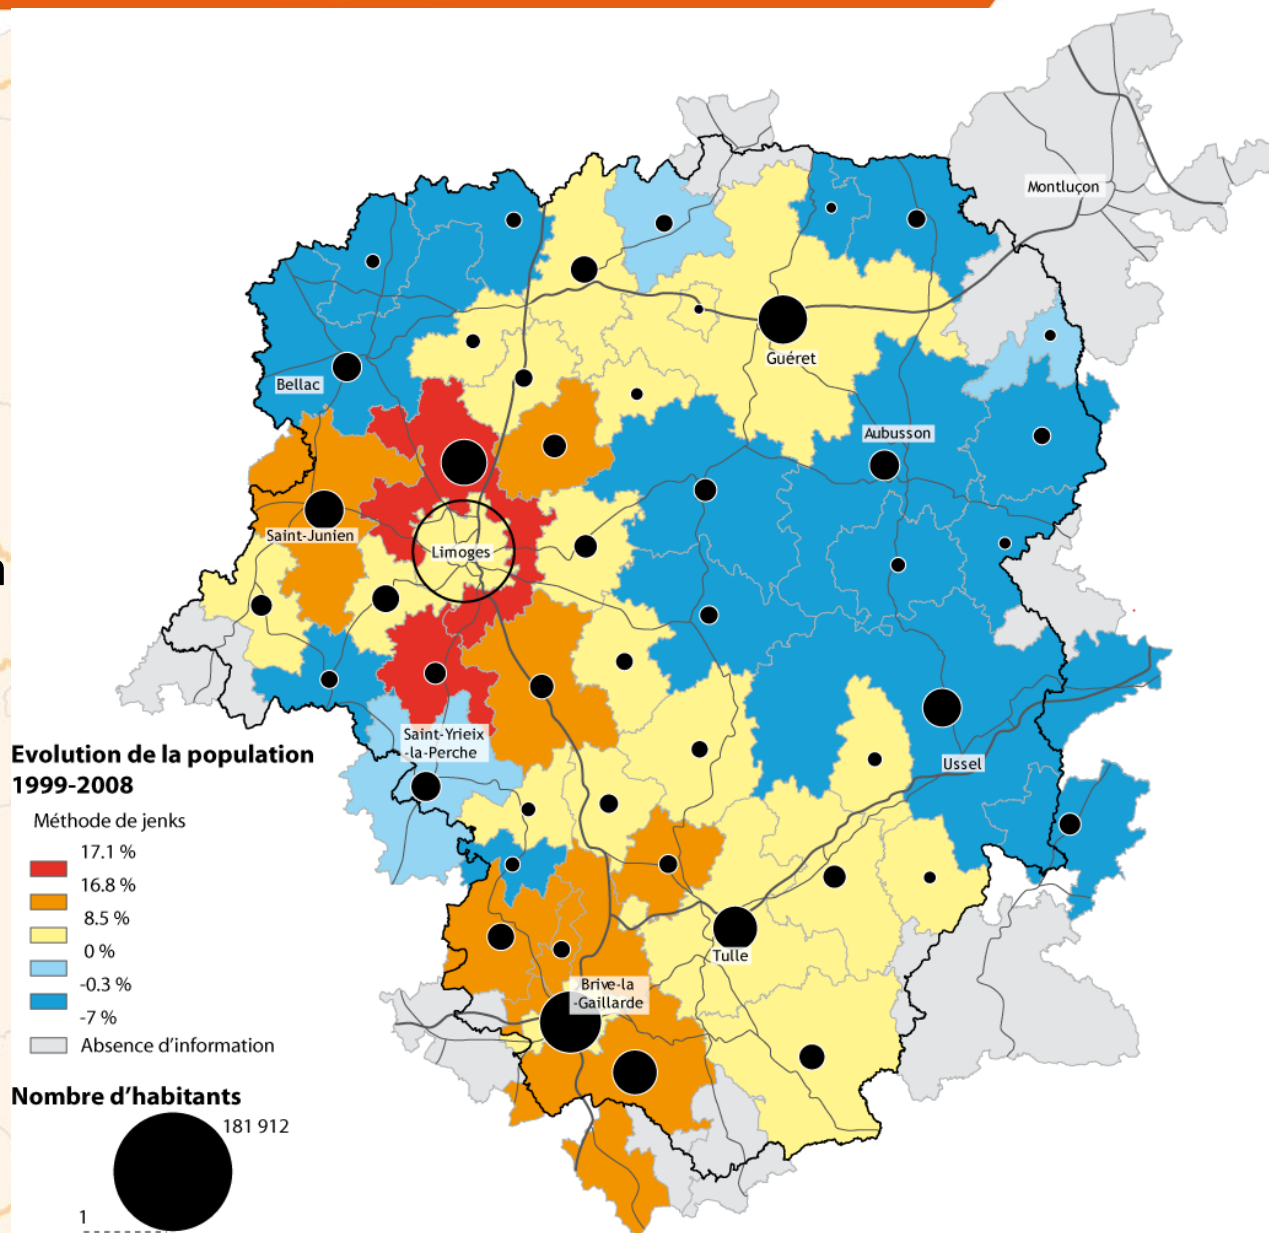 Montluçon
Guéret
Bellac
Aubusson
Saint-Junien
Limoges
Saint-Yrieix
-la-Perche
Ussel
Tulle
Brive-la
-Gaillarde
Evolution de la population
1999-2008
Méthode de jenks
17.1 %
16.8 %
8.5 %
0 %
-0.3 %
-7 %
Absence d'information
Nombre d'habitants
181 912
1